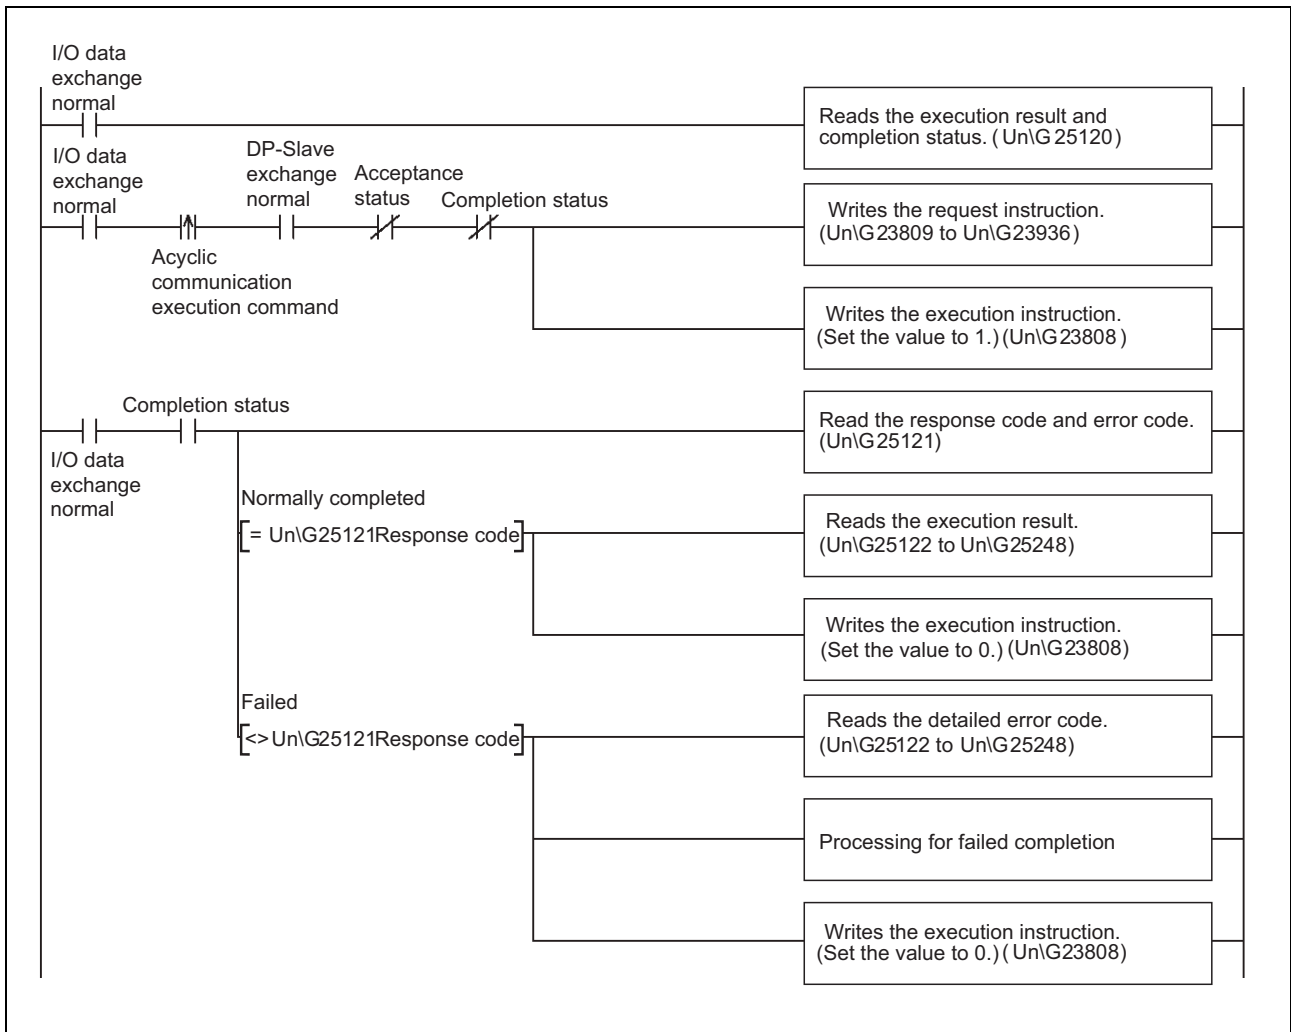 I/O data
exchange
normal
Reads the execution result and
completion status. (Un\G25120)
I/O data
exchange
normal
DP-Slave
exchange
normal
Acceptance
status
Completion status
Acyclic
communication
execution command
Writes the request instruction.
(Un\G23809 to Un\G23936)
Writes the execution instruction.
(Set the value to 1.)(Un\G23808)
Completion status
I/O data
exchange
normal
Read the response code and error code.
(Un\G25121)
Normally completed
= Un\G25121Response code
Reads the execution result.
(Un\G25122 to Un\G25248)
Writes the execution instruction.
(Set the value to 0.)(Un\G23808)
Failed
<>Un\G25121Response code
Reads the detailed error code.
(Un\G25122 to Un\G25248)
Processing for failed completion
Writes the execution instruction.
(Set the value to 0.)(Un\G23808)